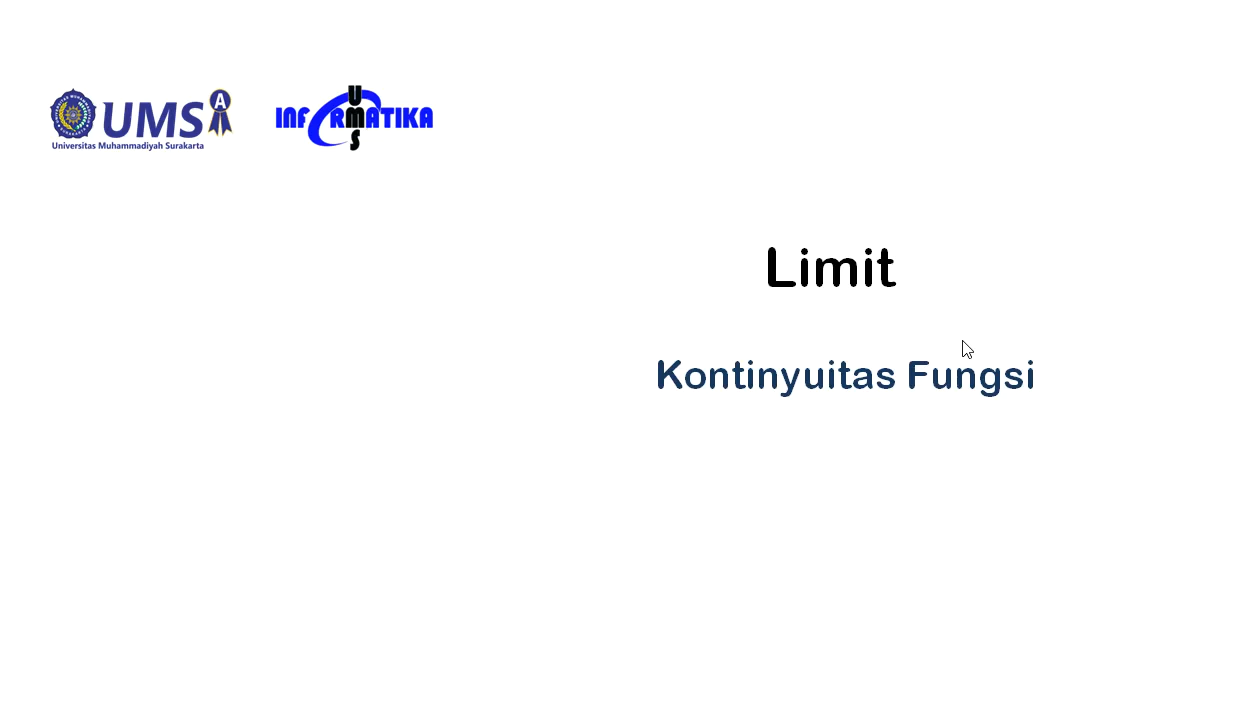 UMS A
Universitas Muhammadiyah Surakarta
INFORMATIKA
UMS
Limit
Kontinyuitas Fungsi